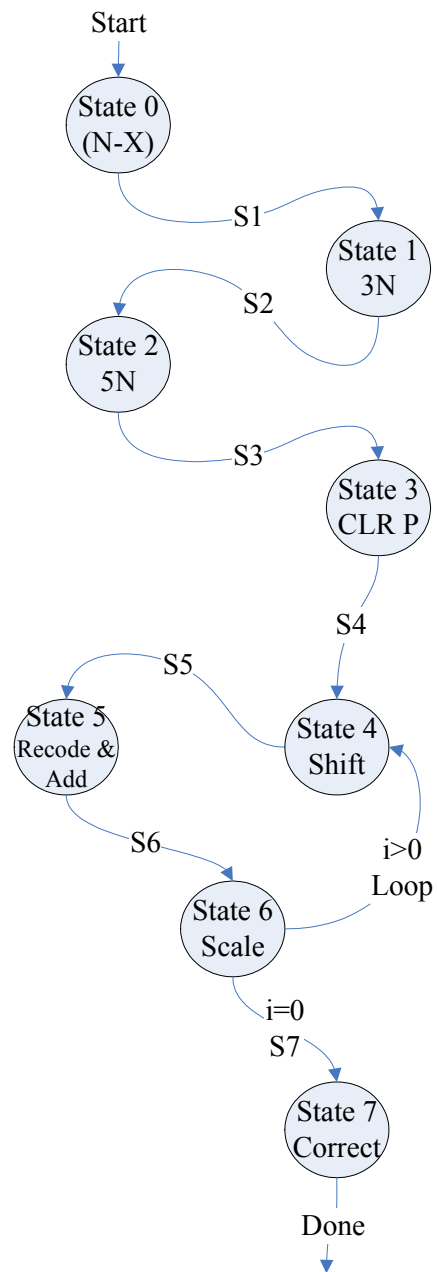 Start
State 0
(N-X)
S1
State 1
3N
S2
State 2
5N
S3
State 3
CLR P
S4
S5
State 4
Shift
State 5
Recode &
Add
S6
i>0
Loop
State 6
Scale
i=0
S7
State 7
Correct
Done